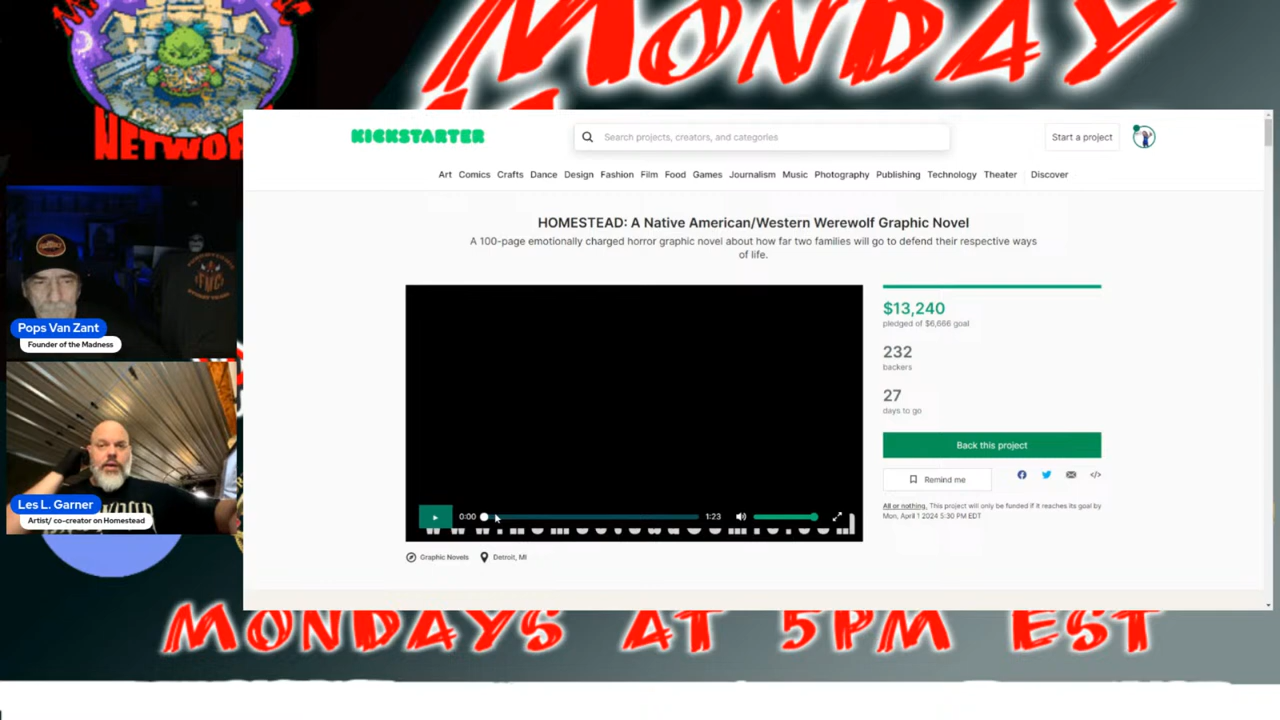 MONDAY
NETWO
KICKSTARTER
Search projects, creators, and categories
Start a project
Art Comics Crafts Dance Design Fashion Film Food Games Journalism Music Photography Publishing Technology Theater Discover
HOMESTEAD: A Native American/Western Werewolf Graphic Novel
A 100-page emotionally charged horror graphic novel about how far two families will go to defend their respective ways
of life.
$13,240
pledged of $6,666 goal
232
backers
27
days to go
Back this project
Remind me
All or nothing. This project will only be funded if it reaches its goal by
Mon, April 1 2024 5:30 PM EDT
0:00
1:23
Graphic Novels
Detroit, MI
Pops Van Zant
Founder of the Madness
Les L. Garner
Artist/ co-creator on Homestead
MONDAYS AT 5PM EST